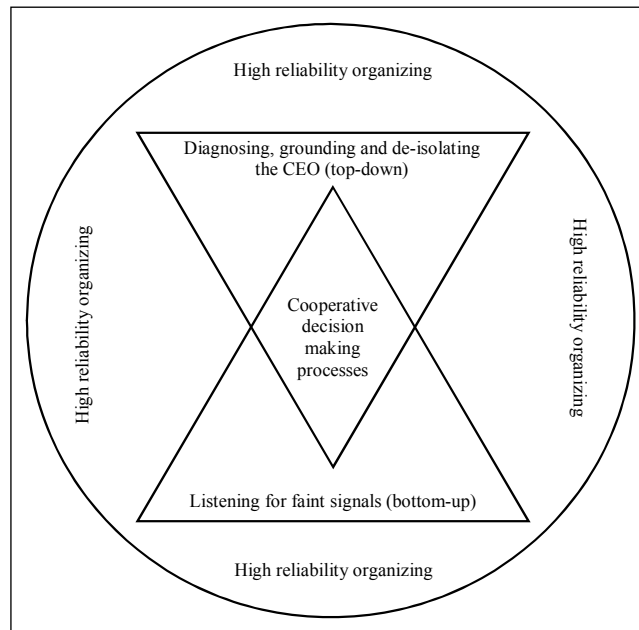 High reliability organizing
Diagnosing, grounding and de-isolating
the CEO (top-down)
High reliability organizing
Cooperative
decision
making
processes
High reliability organizing
Listening for faint signals (bottom-up)
High reliability organizing